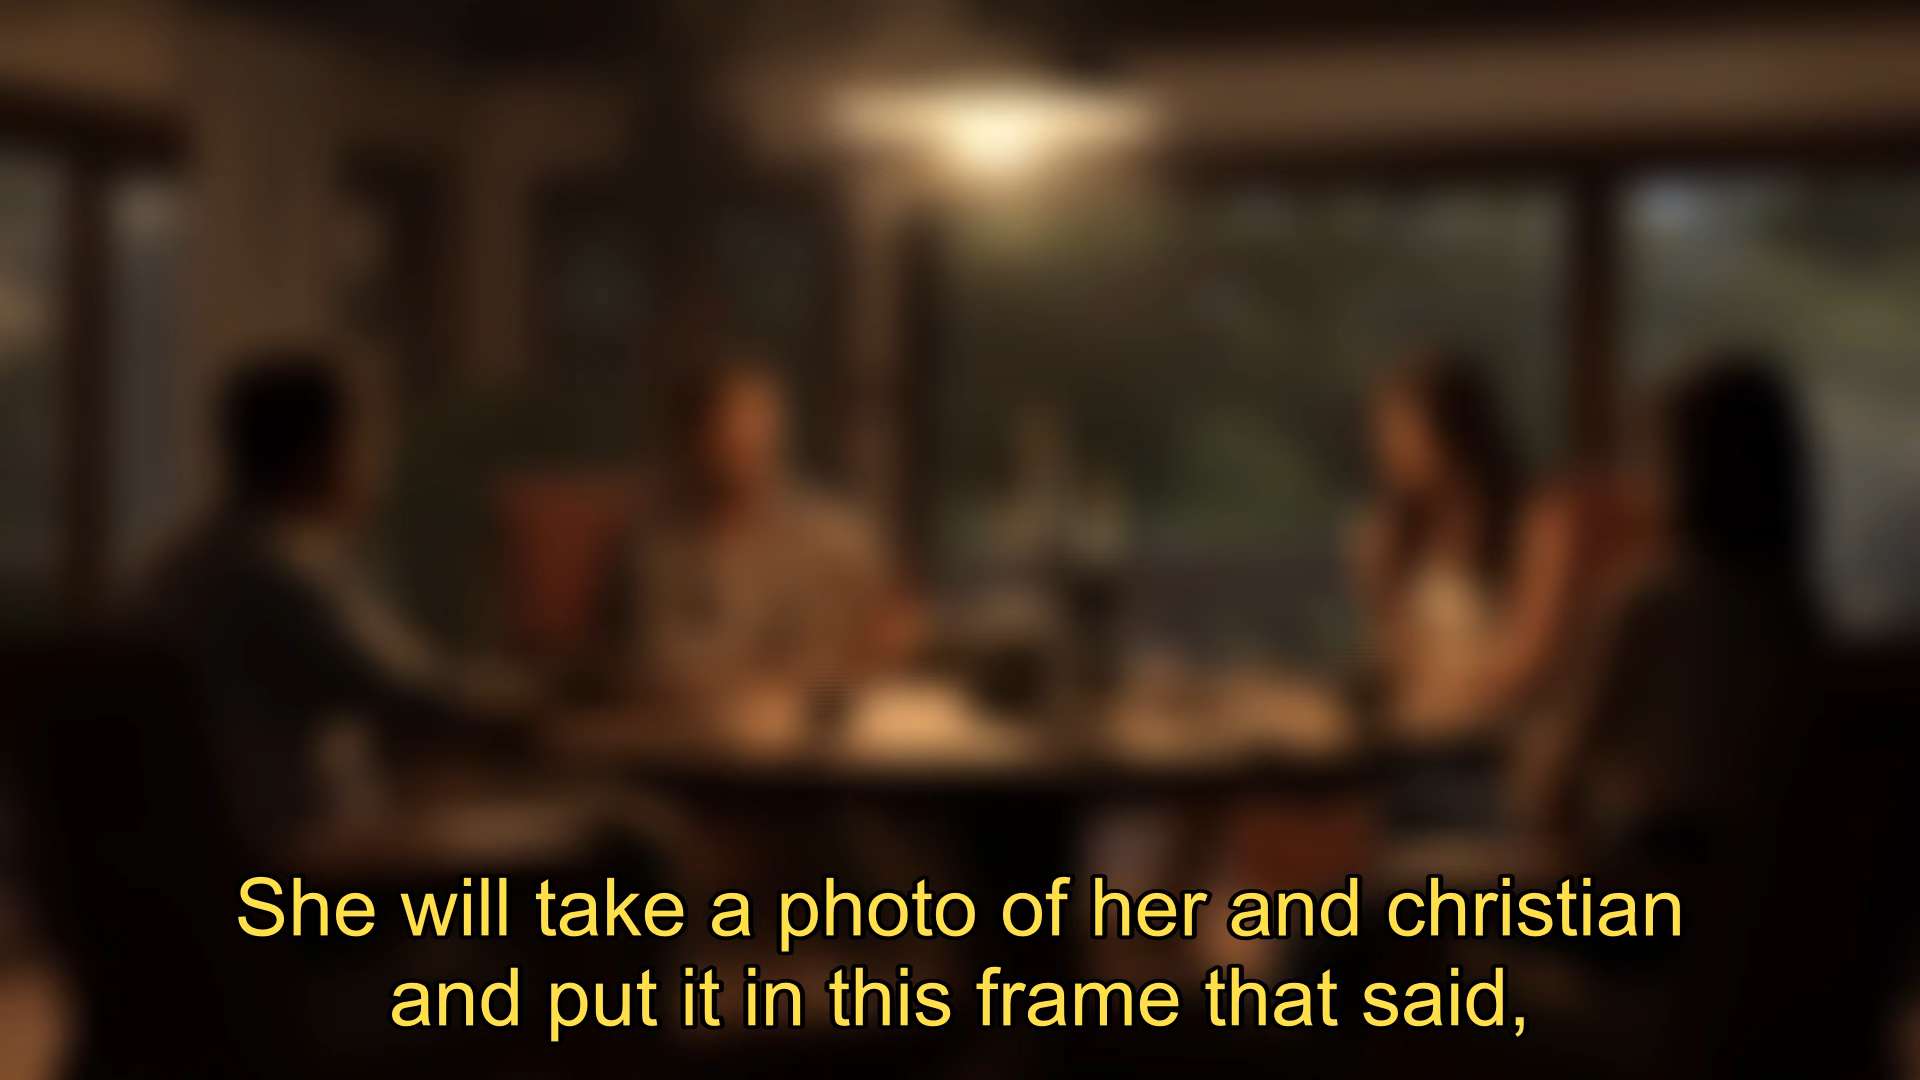 She will take a photo of her and christian
and put it in this frame that said,